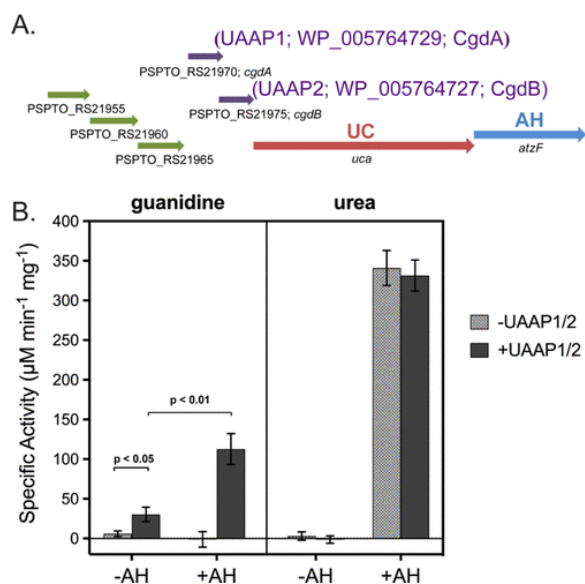 A.
(UAAP1; WP_005764729; CgdA)
PSPTO_RS21970; cgdA
(UAAP2; WP_005764727; CgdB)
PSPTO_RS21955
PSPTO_RS21975; cgdB
PSPTO_RS21960
UC
AH
PSPTO_RS21965
uca
atzF
B.
guanidine
urea
400
350
300
250
200
150
100
50
0
Specific Activity (µM min⁻¹ mg⁻¹)
p < 0.01
p < 0.05
-UAAP1/2
+UAAP1/2
-AH
+AH
-AH
+AH